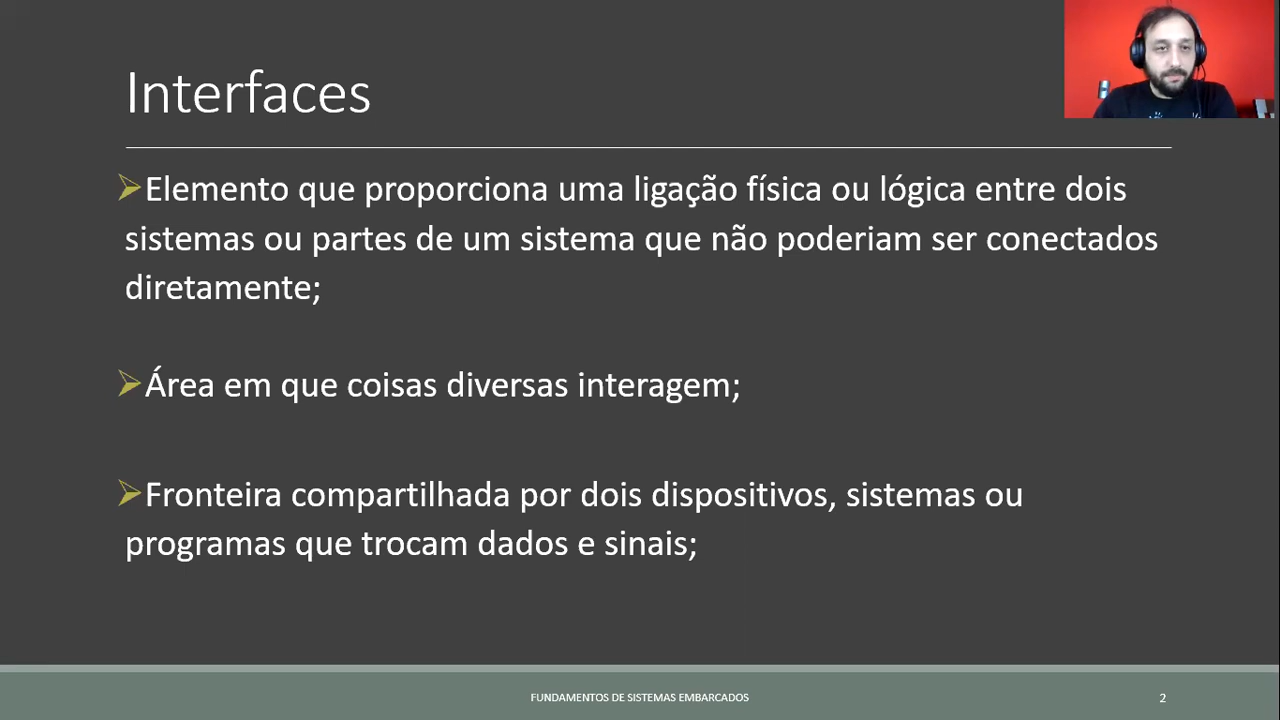 Interfaces
Elemento que proporciona uma ligação física ou lógica entre dois
sistemas ou partes de um sistema que não poderiam ser conectados
diretamente;
Área em que coisas diversas interagem;
Fronteira compartilhada por dois dispositivos, sistemas ou
programas que trocam dados e sinais;
FUNDAMENTOS DE SISTEMAS EMBARCADOS
2